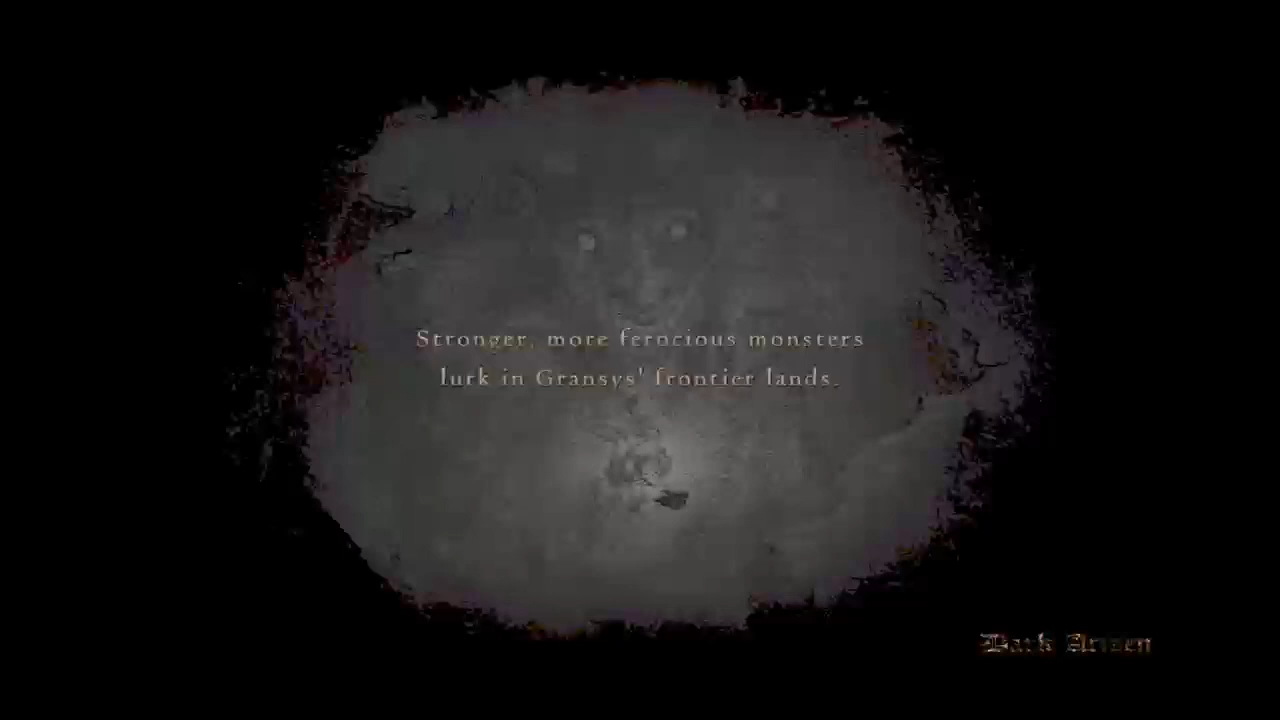 Stronger, more ferocious monsters
lurk in Gransys' frontier lands.
Dark Arisen